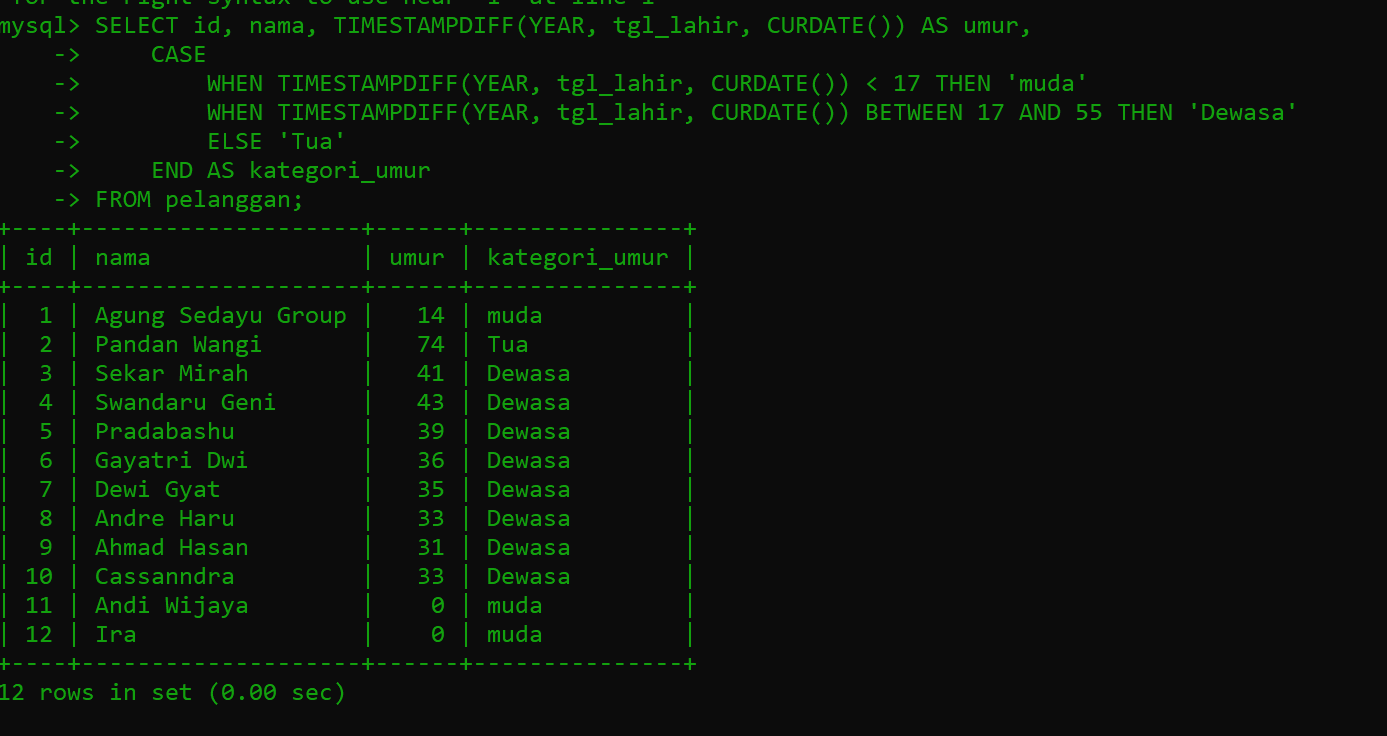 for the right syntax to use near '1' at line 1
mysql> SELECT id, nama, TIMESTAMPDIFF(YEAR, tgl_lahir, CURDATE()) AS umur,
    ->     CASE
    ->         WHEN TIMESTAMPDIFF(YEAR, tgl_lahir, CURDATE()) < 17 THEN 'muda'
    ->         WHEN TIMESTAMPDIFF(YEAR, tgl_lahir, CURDATE()) BETWEEN 17 AND 55 THEN 'Dewasa'
    ->         ELSE 'Tua'
    ->     END AS kategori_umur
    -> FROM pelanggan;
+----+--------------------+------+---------------+
| id | nama               | umur | kategori_umur |
+----+--------------------+------+---------------+
|  1 | Agung Sedayu Group |   14 | muda          |
|  2 | Pandan Wangi       |   74 | Tua           |
|  3 | Sekar Mirah        |   41 | Dewasa        |
|  4 | Swandaru Geni      |   43 | Dewasa        |
|  5 | Pradabashu         |   39 | Dewasa        |
|  6 | Gayatri Dwi        |   36 | Dewasa        |
|  7 | Dewi Gyat          |   35 | Dewasa        |
|  8 | Andre Haru         |   33 | Dewasa        |
|  9 | Ahmad Hasan        |   31 | Dewasa        |
| 10 | Cassanndra         |   33 | Dewasa        |
| 11 | Andi Wijaya        |    0 | muda          |
| 12 | Ira                |    0 | muda          |
+----+--------------------+------+---------------+
12 rows in set (0.00 sec)